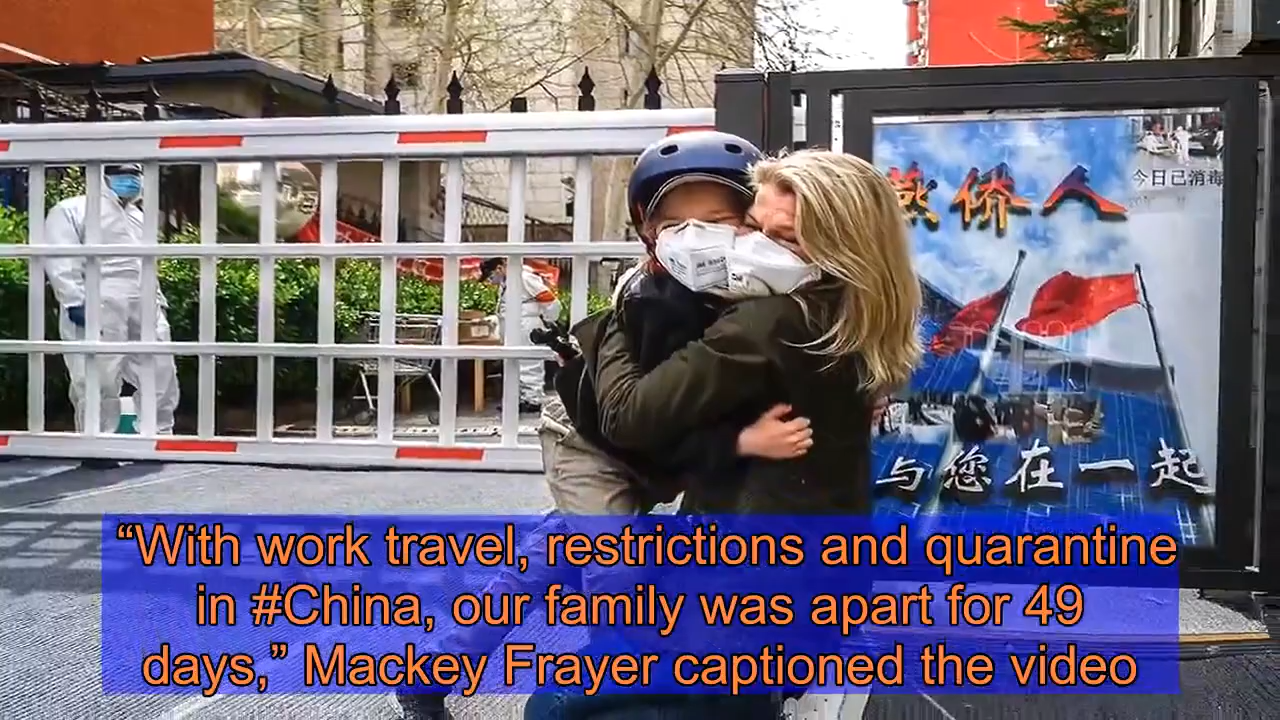 今日已消毒
燕侨人
与您在一起
“With work travel, restrictions and quarantine
in #China, our family was apart for 49
days,” Mackey Frayer captioned the video